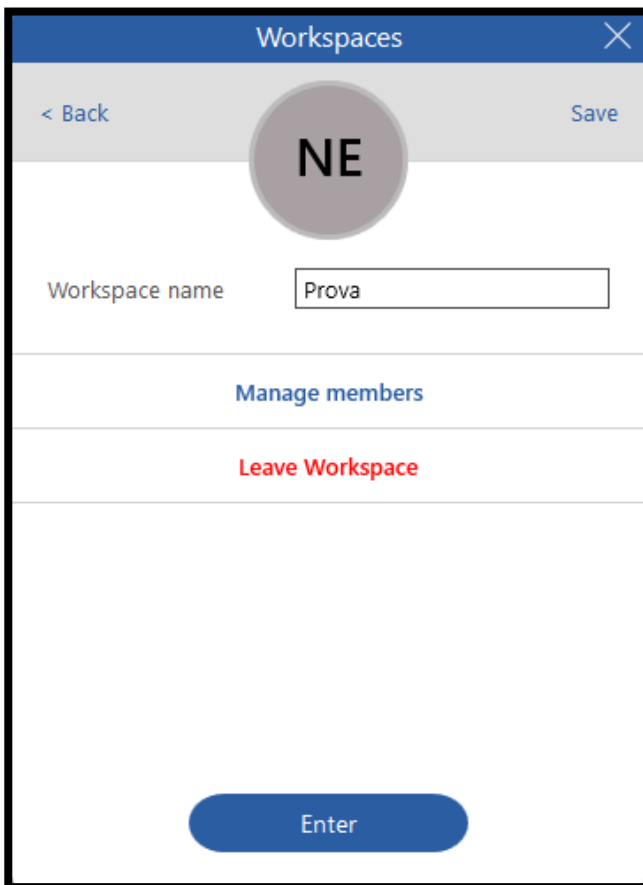 Workspaces
< Back
Save
NE
Workspace name
Prova
Manage members
Leave Workspace
Enter